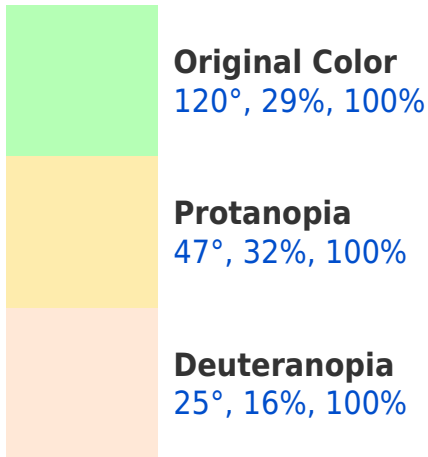 Original Color
120°, 29%, 100%
Protanopia
47°, 32%, 100%
Deuteranopia
25°, 16%, 100%